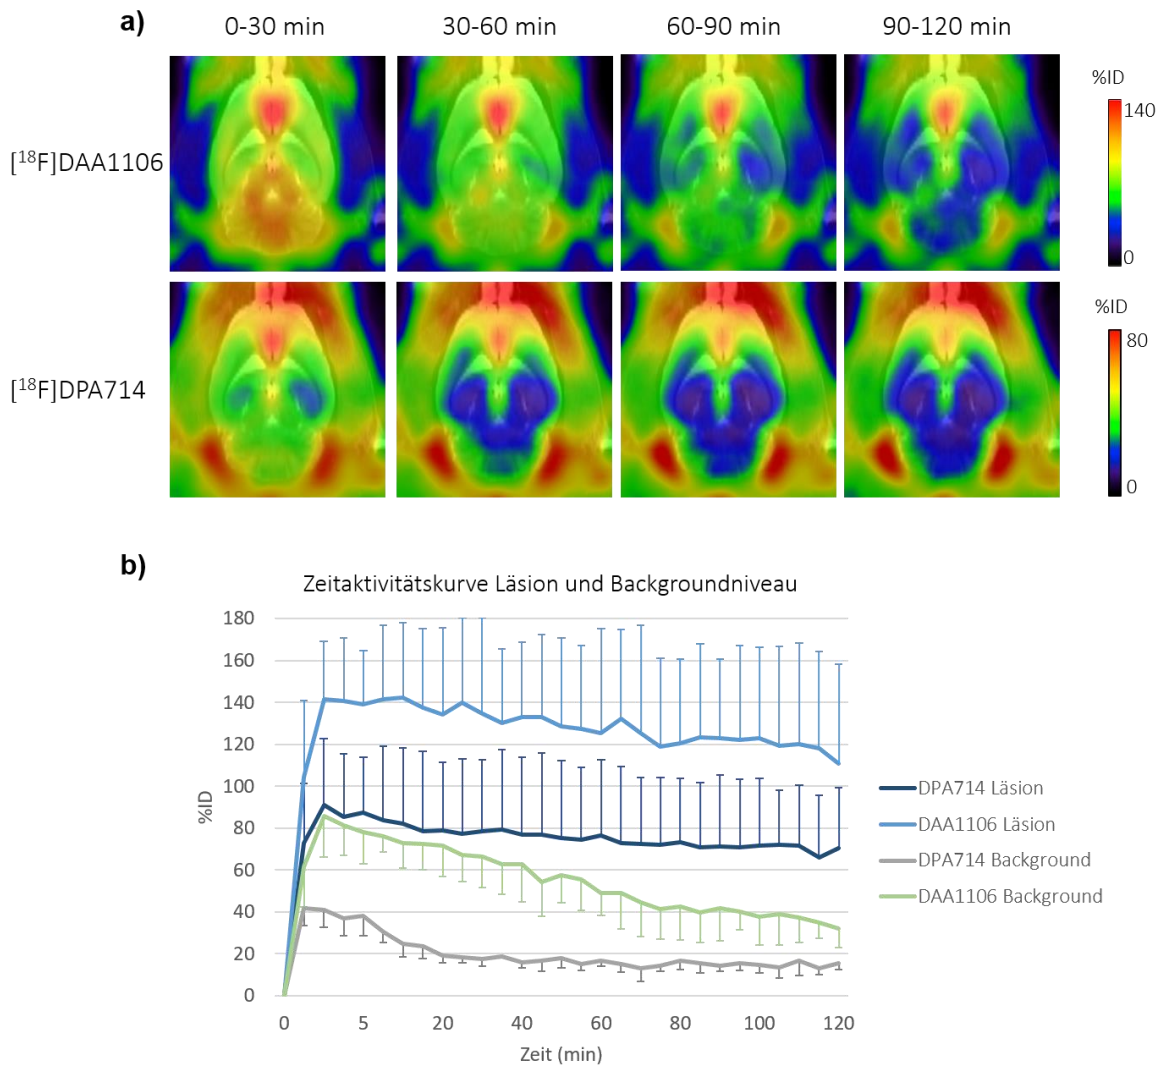 a)
0-30 min
30-60 min
60-90 min
90-120 min
[¹⁸F]DAA1106
%ID
140
0
[¹⁸F]DPA714
%ID
80
0
b)
Zeitaktivitätskurve Läsion und Backgroundniveau
180
160
140
120
100
80
60
40
20
0
%ID
0
5
20
40
60
80
100
120
Zeit (min)
DPA714 Läsion
DAA1106 Läsion
DPA714 Background
DAA1106 Background